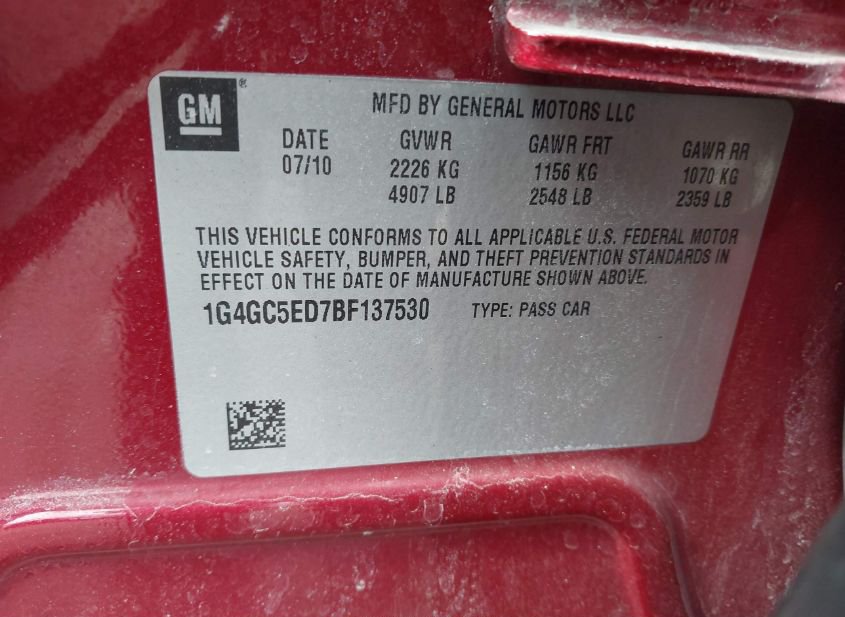 GM®
MFD BY GENERAL MOTORS LLC
DATE GVWR GAWR FRT GAWR RR
07/10 2226 KG 1156 KG 1070 KG
4907 LB 2548 LB 2359 LB
THIS VEHICLE CONFORMS TO ALL APPLICABLE U.S. FEDERAL MOTOR
VEHICLE SAFETY, BUMPER, AND THEFT PREVENTION STANDARDS IN
EFFECT ON THE DATE OF MANUFACTURE SHOWN ABOVE.
1G4GC5ED7BF137530 TYPE: PASS CAR